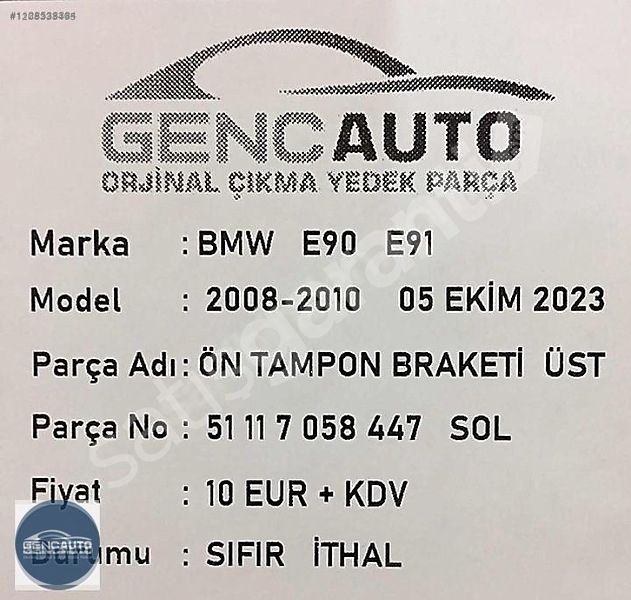 GENCAUTO
ORJİNAL ÇIKMA YEDEK PARÇA
Marka : BMW E90 E91
Model : 2008-2010 05 EKİM 2023
Parça Adı : ÖN TAMPON BRAKETİ ÜST
Parça No : 51 11 7 058 447 SOL
Fiyat : 10 EUR + KDV
Durumu : SIFIR İTHAL
GENCAUTO